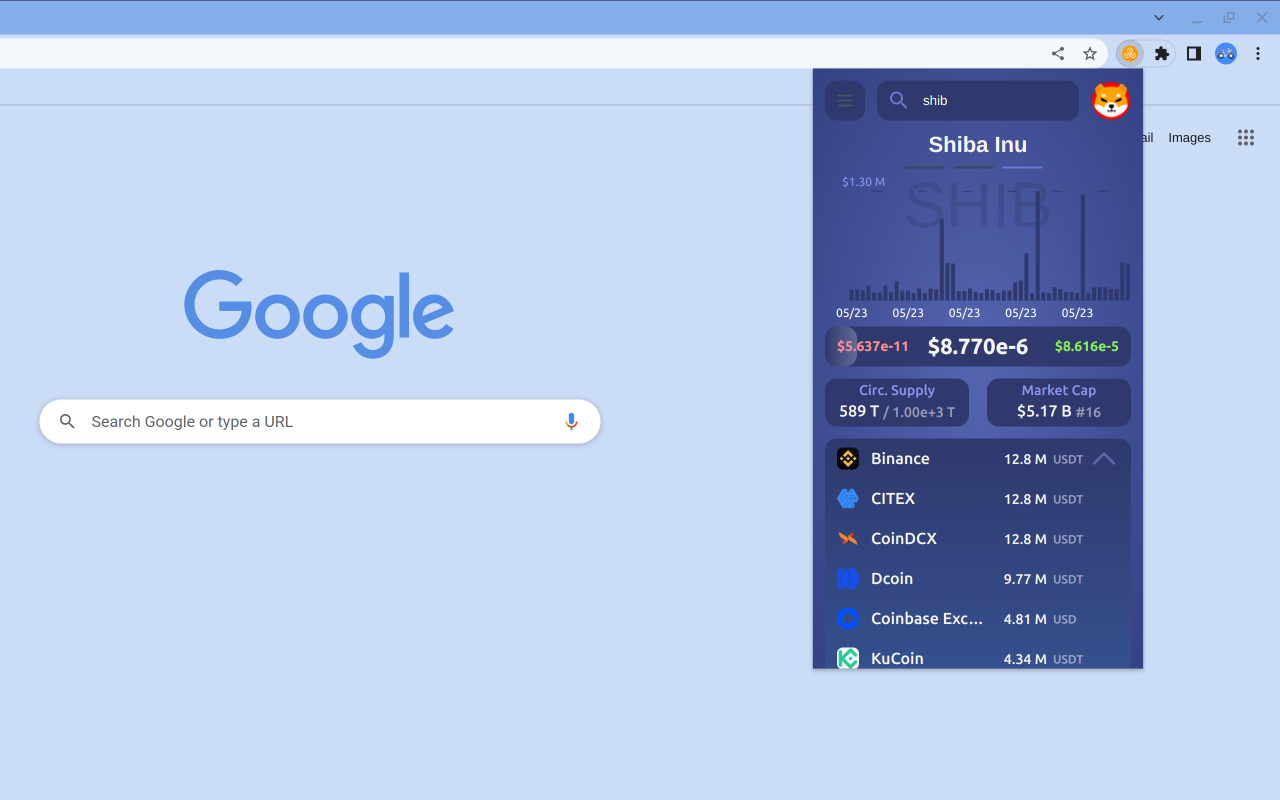 shib
ail Images
Shiba Inu
SHIB
$1.30 M
05/23 05/23 05/23 05/23 05/23
$5.637e-11 $8.770e-6 $8.616e-5
Circ. Supply Market Cap
589 T / 1.00e+3 T $5.17 B #16
Binance 12.8 M USDT
CITEX 12.8 M USDT
CoinDCX 12.8 M USDT
Dcoin 9.77 M USDT
Coinbase Exc... 4.81 M USD
KuCoin 4.34 M USDT
Google
Search Google or type a URL